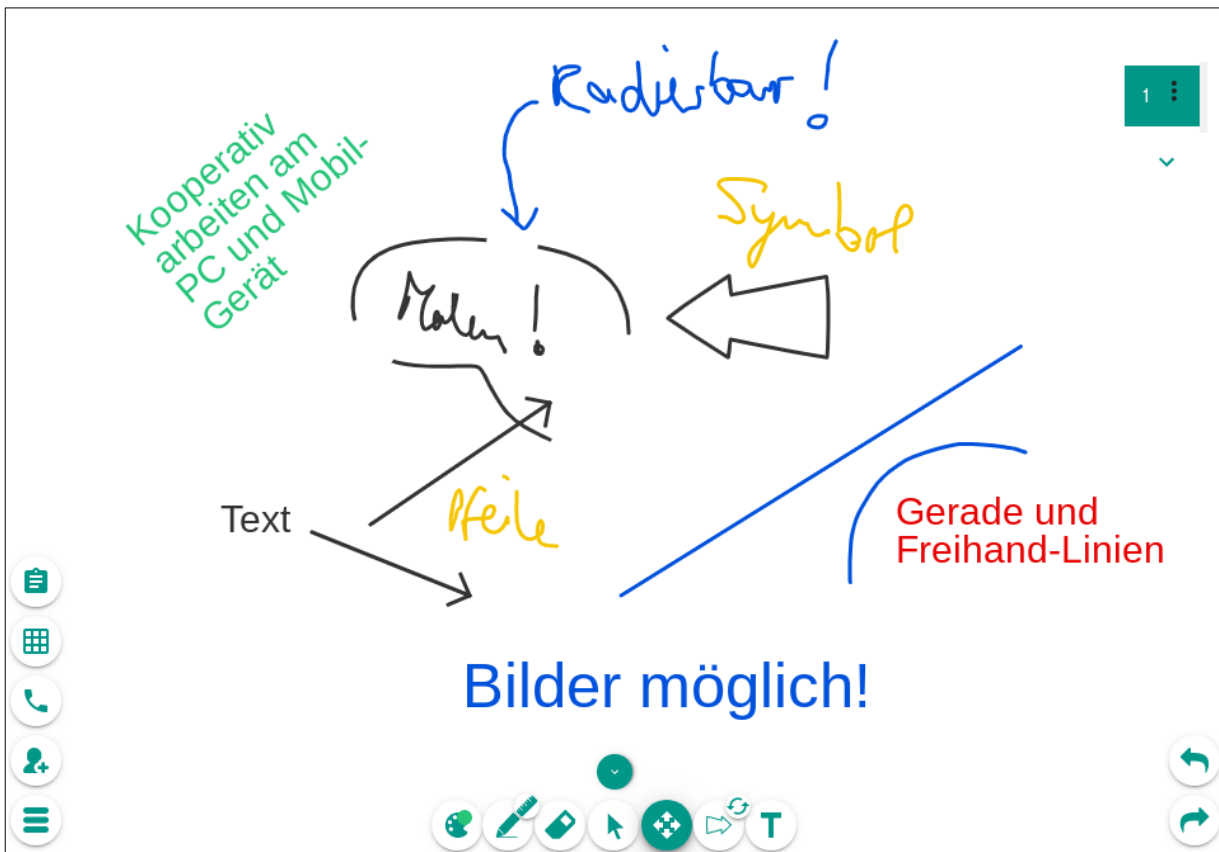 Radierbar!
1
Kooperativ
arbeiten am
PC und Mobil-
Gerät
Symbol
Malen!
Text
Pfeile
Gerade und
Freihand-Linien
Bilder möglich!
T